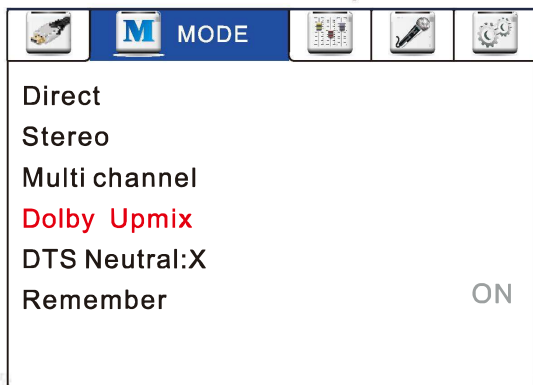 M MODE
Direct
Stereo
Multi channel
Dolby Upmix
DTS Neutral:X
Remember ON